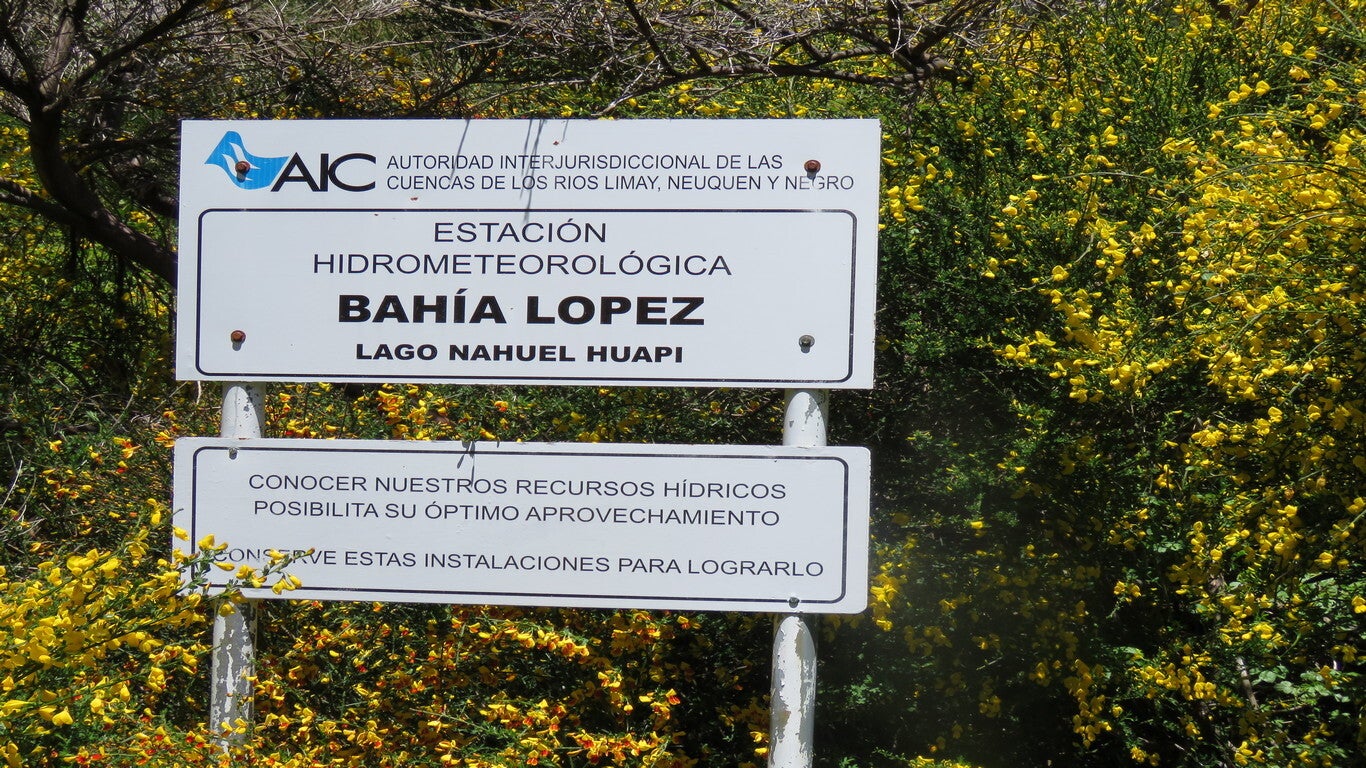 AIC AUTORIDAD INTERJURISDICCIONAL DE LAS
CUENCAS DE LOS RIOS LIMAY, NEUQUEN Y NEGRO
ESTACIÓN
HIDROMETEOROLÓGICA
BAHÍA LOPEZ
LAGO NAHUEL HUAPI
CONOCER NUESTROS RECURSOS HÍDRICOS
POSIBILITA SU ÓPTIMO APROVECHAMIENTO
CONSERVE ESTAS INSTALACIONES PARA LOGRARLO